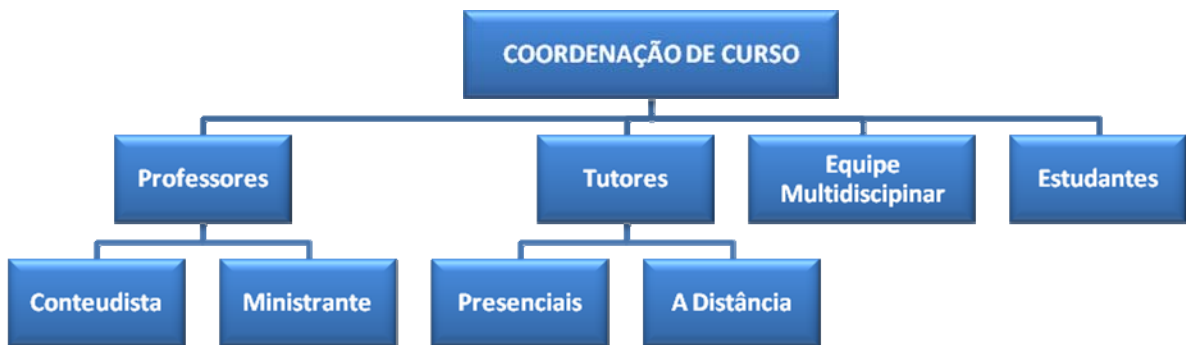 COORDENAÇÃO DE CURSO
Professores
Tutores
Equipe
Multidiscipinar
Estudantes
Conteudista
Ministrante
Presenciais
A Distância